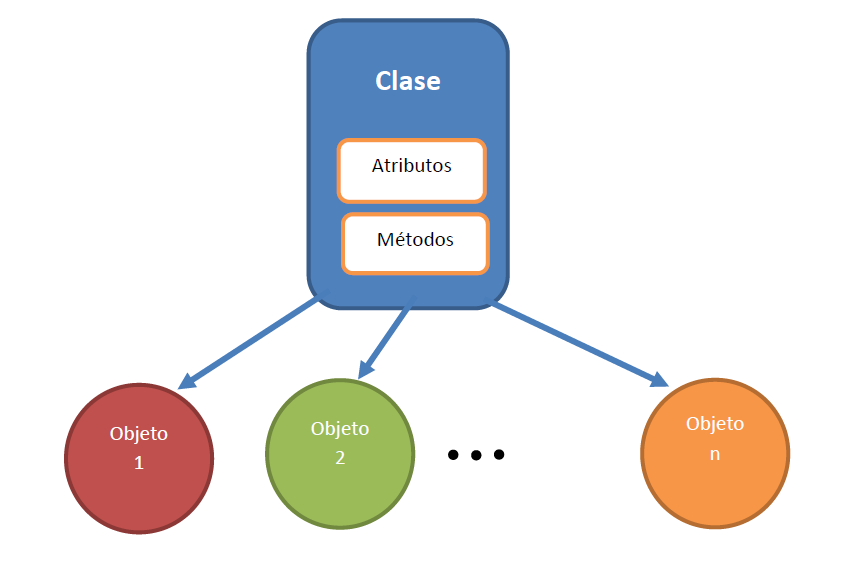 Clase
Atributos
Métodos
Objeto
1
Objeto
2
Objeto
n